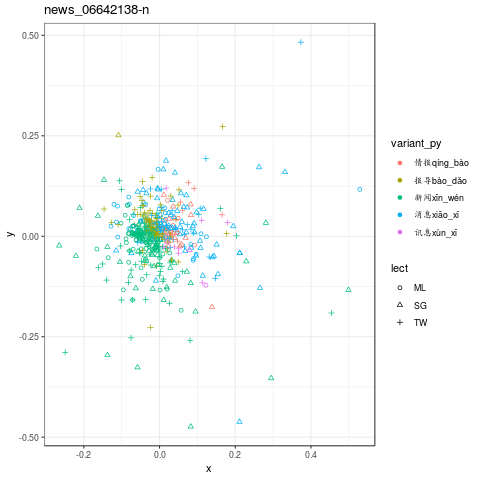 news_06642138-n
0.50
0.25
0.00
-0.25
-0.50
y
-0.2
0.0
0.2
0.4
x
variant_py
情报qíng_bào
报导bào_dǎo
新闻xīn_wén
消息xiāo_xī
讯息xùn_xī
lect
ML
SG
TW